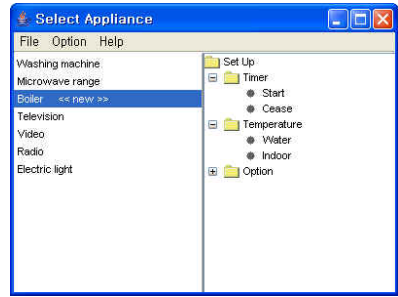 Select Appliance
File Option Help
Washing machine
Microwave range
Boiler << new >>
Television
Video
Radio
Electric light
Set Up
Timer
Start
Cease
Temperature
Water
Indoor
Option